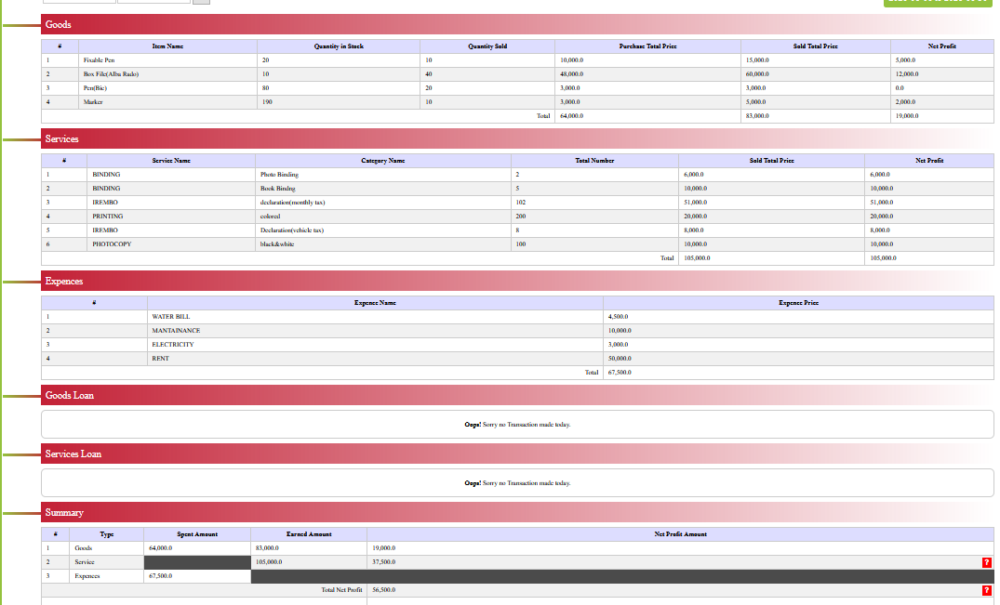 Goods
# Item Name Quantity in Stock Quantity Sold Purchase Total Price Sold Total Price Net Profit
1 Fixable Pen 20 10 10,000.0 15,000.0 5,000.0
2 Box File(Alba Rado) 10 40 48,000.0 60,000.0 12,000.0
3 Pen(Bic) 80 20 3,000.0 3,000.0 0.0
4 Marker 190 10 3,000.0 5,000.0 2,000.0
Total 64,000.0 83,000.0 19,000.0
Services
# Service Name Category Name Total Number Sold Total Price Net Profit
1 BINDING Photo Binding 2 6,000.0 6,000.0
2 BINDING Book Bindng 5 10,000.0 10,000.0
3 IREMBO declaration(monthly tax) 102 51,000.0 51,000.0
4 PRINTING colored 200 20,000.0 20,000.0
5 IREMBO Declaration(vehicle tax) 8 8,000.0 8,000.0
6 PHOTOCOPY black&white 100 10,000.0 10,000.0
Total 105,000.0 105,000.0
Expences
# Expence Name Expence Price
1 WATER BILL 4,500.0
2 MANTAINANCE 10,000.0
3 ELECTRICITY 3,000.0
4 RENT 50,000.0
Total 67,500.0
Goods Loan
Oops! Sorry no Transaction made today.
Services Loan
Oops! Sorry no Transaction made today.
Summary
# Type Spent Amount Earned Amount Net Profit Amount
1 Goods 64,000.0 83,000.0 19,000.0
2 Service 105,000.0 37,500.0 ?
3 Expences 67,500.0
Total Net Profit 56,500.0 ?